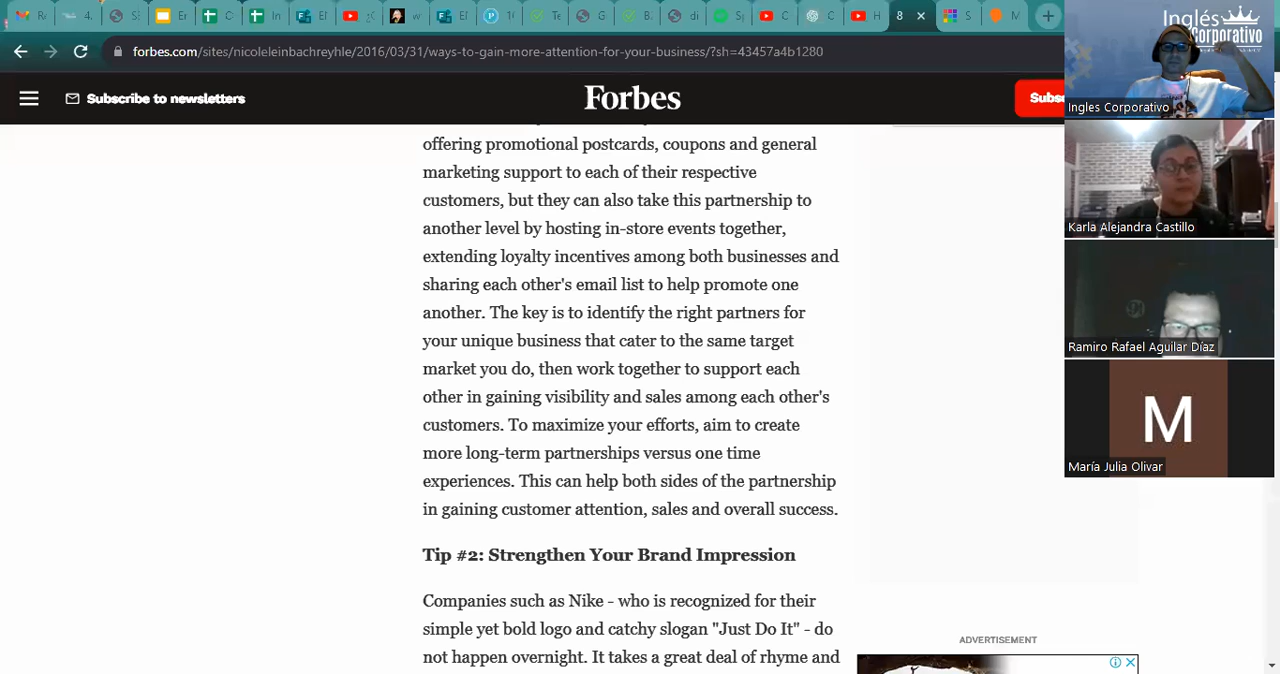 4.
forbes.com/sites/nicoleleinbachreyhle/2016/03/31/ways-to-gain-more-attention-for-your-business/?sh=43457a4b1280
Subscribe to newsletters
Forbes
offering promotional postcards, coupons and general
marketing support to each of their respective
customers, but they can also take this partnership to
another level by hosting in-store events together,
extending loyalty incentives among both businesses and
sharing each other's email list to help promote one
another. The key is to identify the right partners for
your unique business that cater to the same target
market you do, then work together to support each
other in gaining visibility and sales among each other's
customers. To maximize your efforts, aim to create
more long-term partnerships versus one time
experiences. This can help both sides of the partnership
in gaining customer attention, sales and overall success.
Tip #2: Strengthen Your Brand Impression
Companies such as Nike - who is recognized for their
simple yet bold logo and catchy slogan "Just Do It" - do
not happen overnight. It takes a great deal of rhyme and
ADVERTISEMENT
Inglés
Corporativo
Ingles Corporativo
Karla Alejandra Castillo
Ramiro Rafael Aguilar Díaz
M
María Julia Olivar